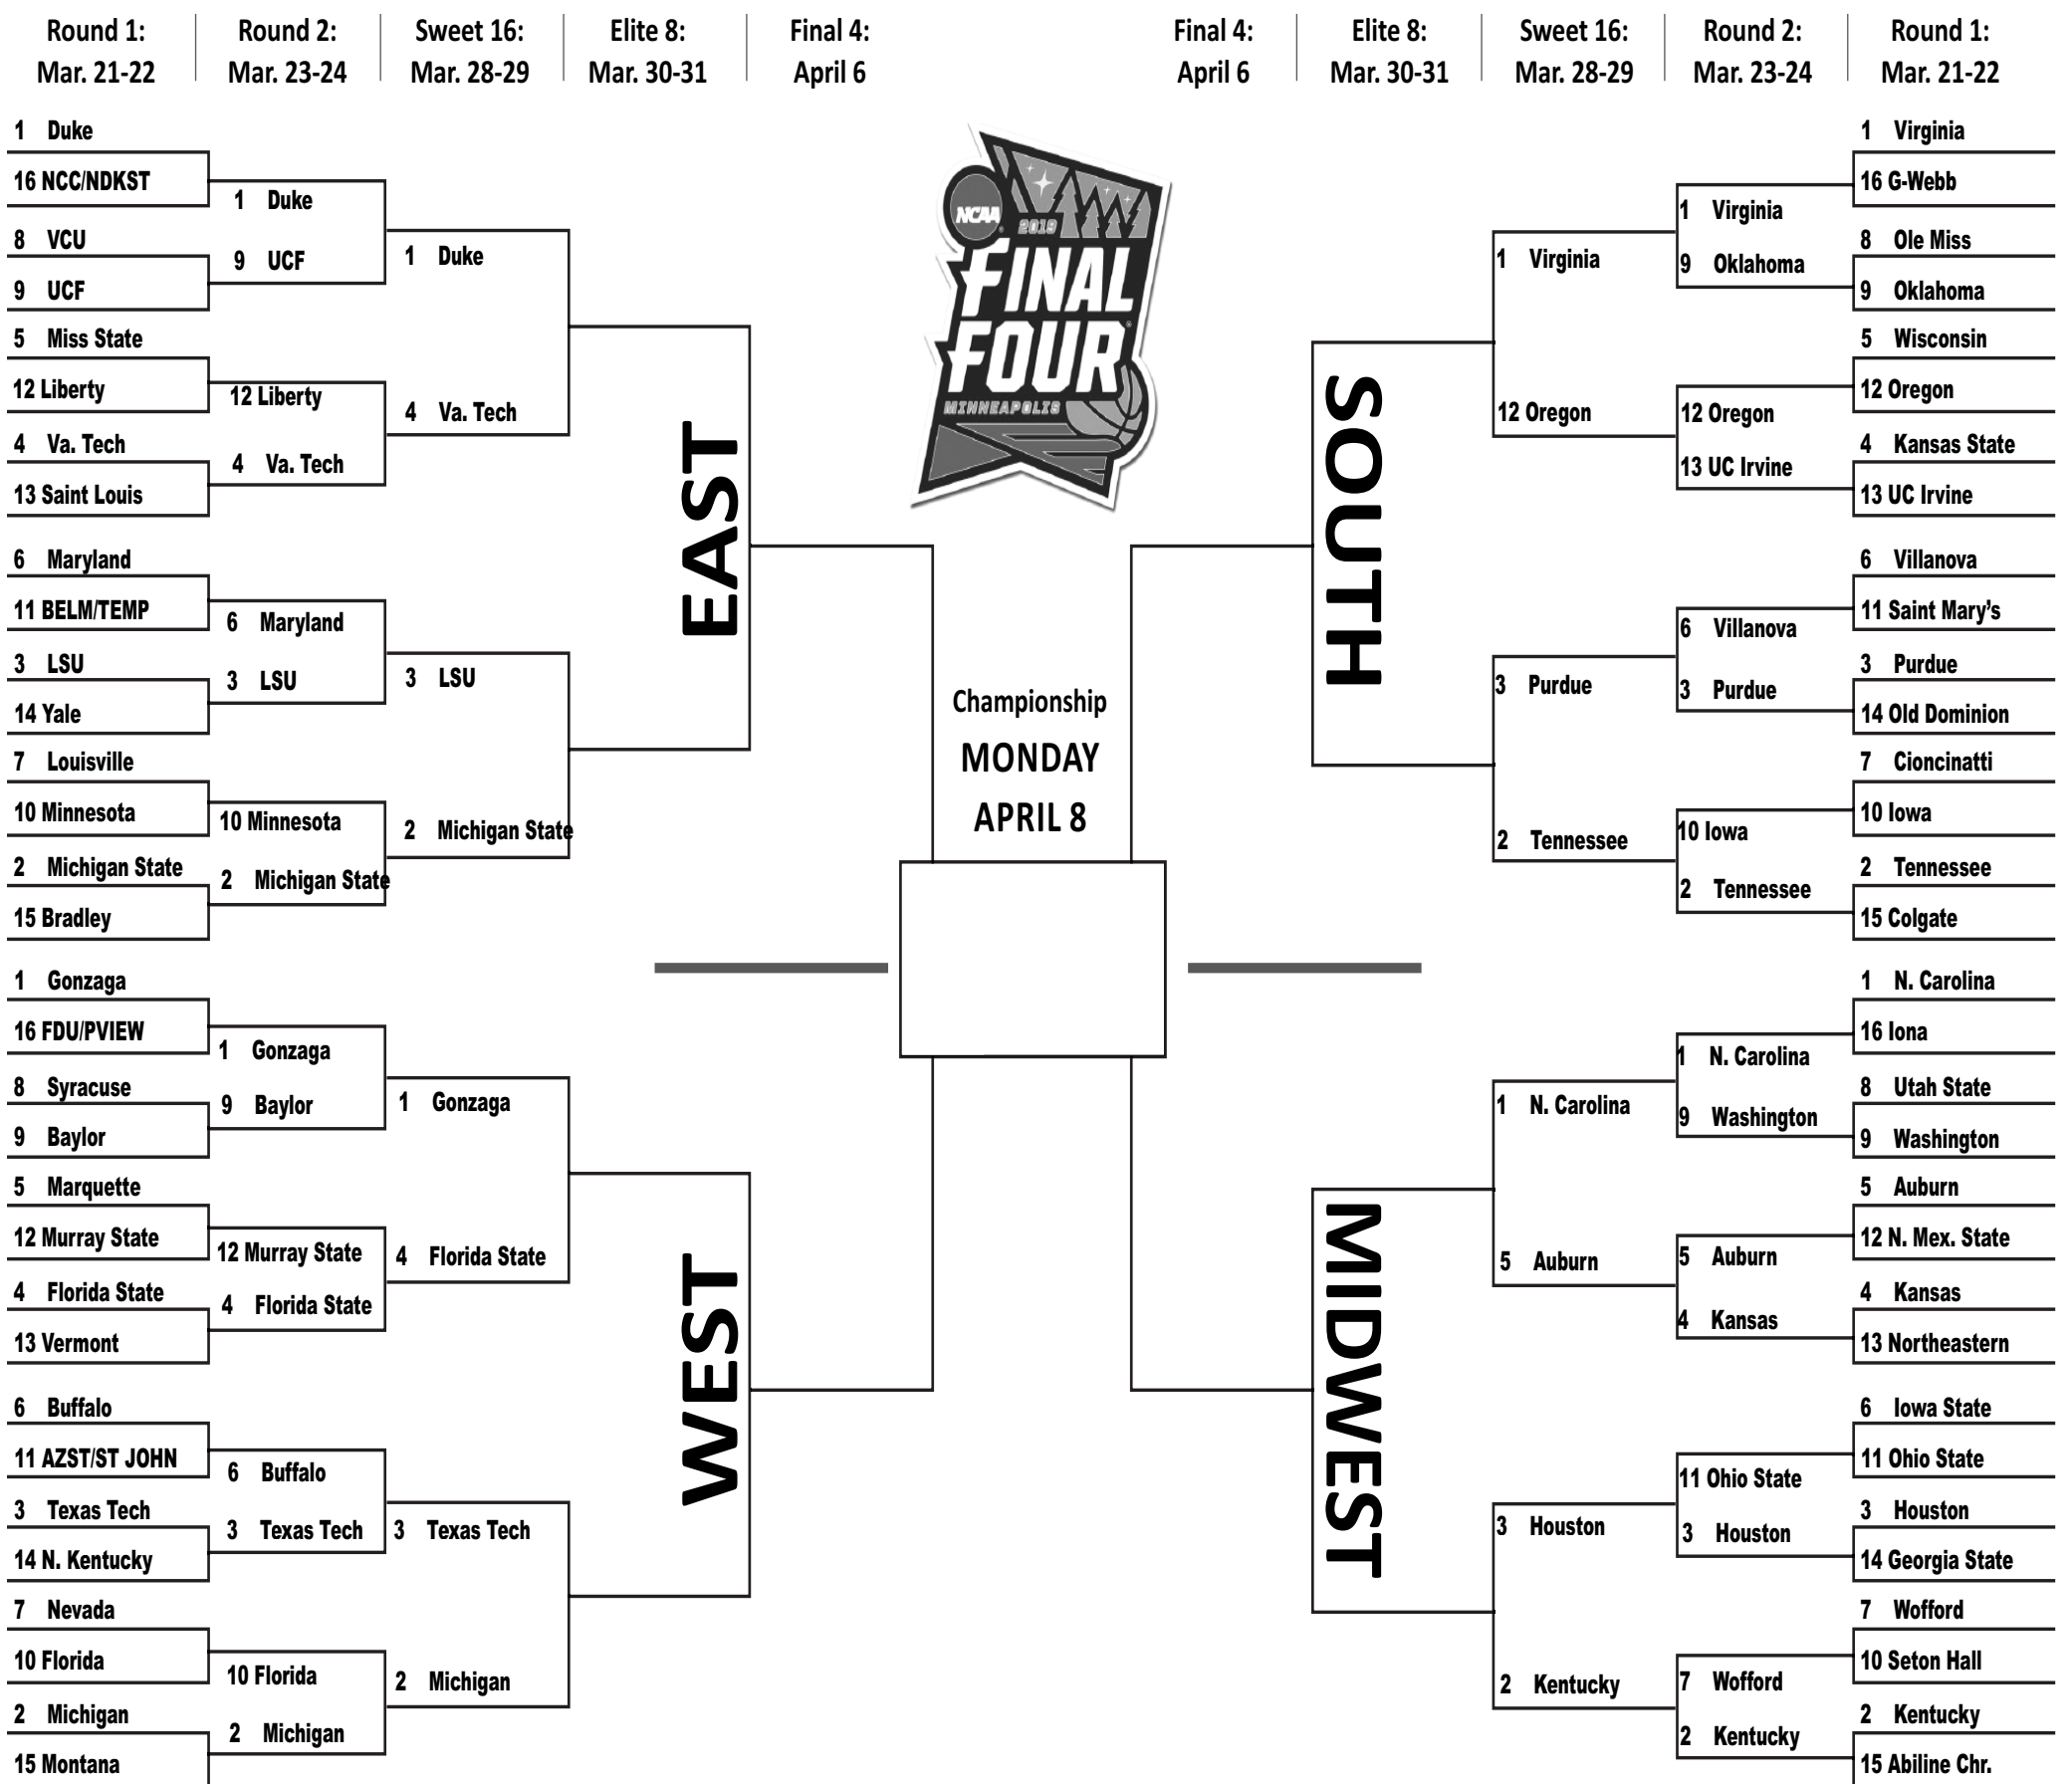 Round 1:
Mar. 21-22
Round 2:
Mar. 23-24
Sweet 16:
Mar. 28-29
Elite 8:
Mar. 30-31
Final 4:
April 6
Final 4:
April 6
Elite 8:
Mar. 30-31
Sweet 16:
Mar. 28-29
Round 2:
Mar. 23-24
Round 1:
Mar. 21-22
1 Duke
16 NCC/NDKST
8 VCU
9 UCF
5 Miss State
12 Liberty
4 Va. Tech
13 Saint Louis
6 Maryland
11 BELM/TEMP
3 LSU
14 Yale
7 Louisville
10 Minnesota
2 Michigan State
15 Bradley
1 Duke
9 UCF
12 Liberty
4 Va. Tech
6 Maryland
3 LSU
10 Minnesota
2 Michigan State
1 Duke
4 Va. Tech
3 LSU
2 Michigan State
EAST
1 Gonzaga
16 FDU/PVIEW
8 Syracuse
9 Baylor
5 Marquette
12 Murray State
4 Florida State
13 Vermont
6 Buffalo
11 AZST/ST JOHN
3 Texas Tech
14 N. Kentucky
7 Nevada
10 Florida
2 Michigan
15 Montana
1 Gonzaga
9 Baylor
12 Murray State
4 Florida State
6 Buffalo
3 Texas Tech
10 Florida
2 Michigan
1 Gonzaga
4 Florida State
3 Texas Tech
2 Michigan
WEST
NCAA
2019
FINAL
FOUR
MINNEAPOLIS
Championship
MONDAY
APRIL 8
SOUTH
1 Virginia
12 Oregon
3 Purdue
2 Tennessee
1 Virginia
9 Oklahoma
12 Oregon
13 UC Irvine
6 Villanova
3 Purdue
10 Iowa
2 Tennessee
1 Virginia
16 G-Webb
8 Ole Miss
9 Oklahoma
5 Wisconsin
12 Oregon
4 Kansas State
13 UC Irvine
6 Villanova
11 Saint Mary’s
3 Purdue
14 Old Dominion
7 Cioncinatti
10 Iowa
2 Tennessee
15 Colgate
MIDWEST
1 N. Carolina
5 Auburn
3 Houston
2 Kentucky
1 N. Carolina
9 Washington
5 Auburn
4 Kansas
11 Ohio State
3 Houston
7 Wofford
2 Kentucky
1 N. Carolina
16 Iona
8 Utah State
9 Washington
5 Auburn
12 N. Mex. State
4 Kansas
13 Northeastern
6 Iowa State
11 Ohio State
3 Houston
14 Georgia State
7 Wofford
10 Seton Hall
2 Kentucky
15 Abiline Chr.